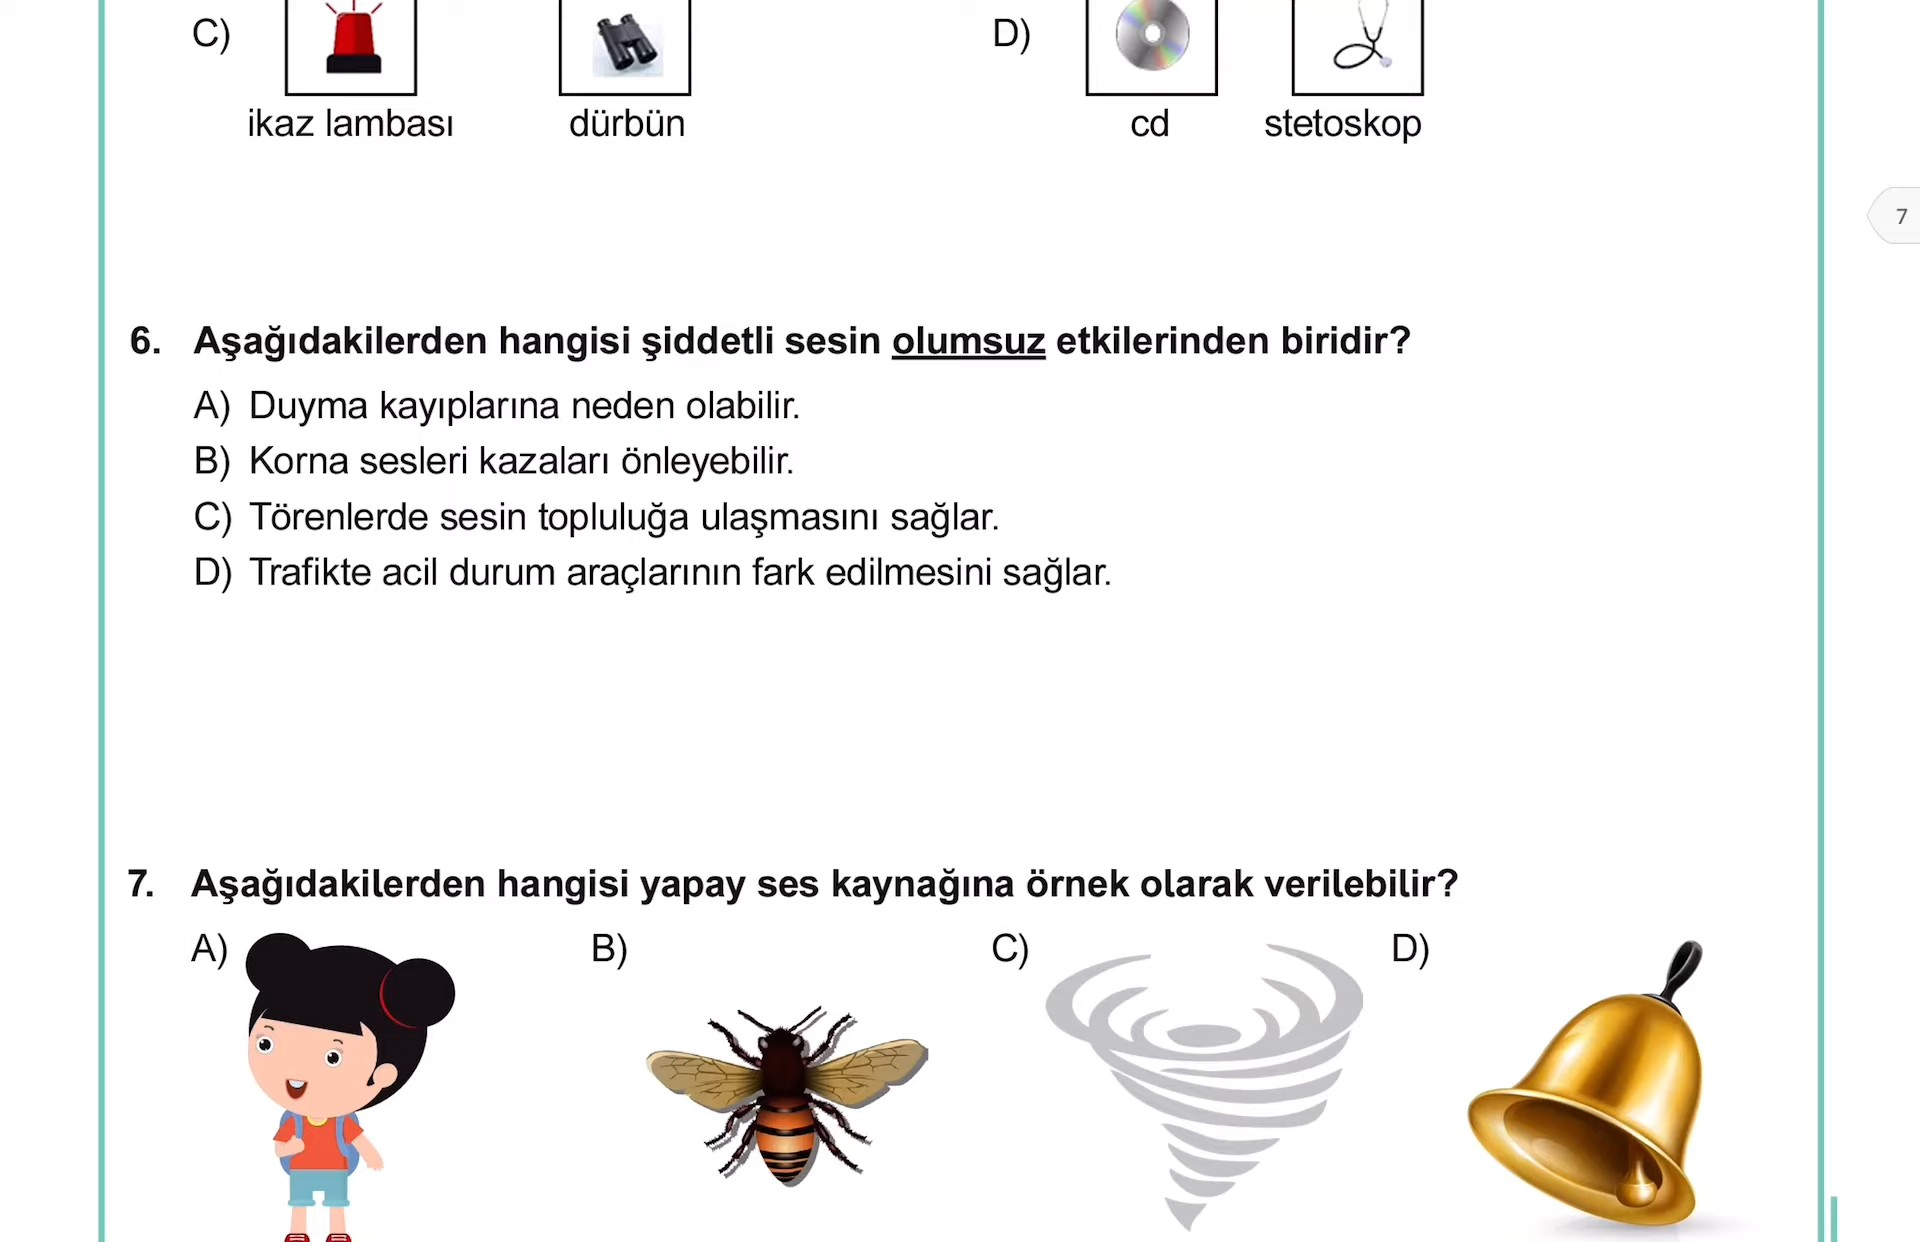 C) D)
ikaz lambası dürbün cd stetoskop
7
6. Aşağıdakilerden hangisi şiddetli sesin olumsuz etkilerinden biridir?
A) Duyma kayıplarına neden olabilir.
B) Korna sesleri kazaları önleyebilir.
C) Törenlerde sesin topluluğa ulaşmasını sağlar.
D) Trafikte acil durum araçlarının fark edilmesini sağlar.
7. Aşağıdakilerden hangisi yapay ses kaynağına örnek olarak verilebilir?
A) B) C) D)